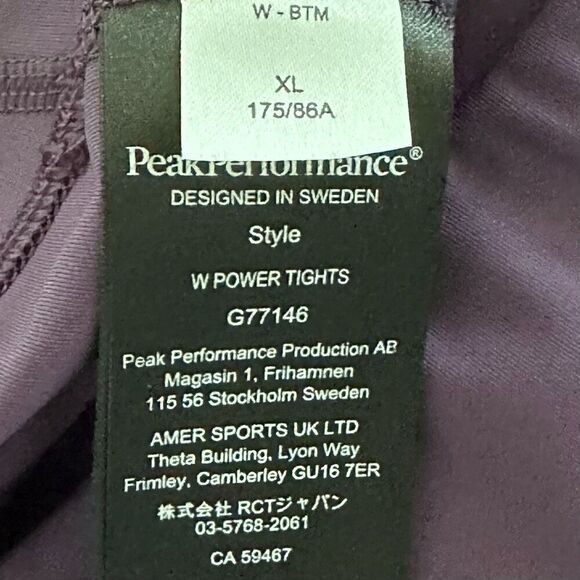 W - BTM
XL
175/86A
PeakPerformance®
DESIGNED IN SWEDEN
Style
W POWER TIGHTS
G77146
Peak Performance Production AB
Magasin 1, Frihamnen
115 56 Stockholm Sweden
AMER SPORTS UK LTD
Theta Building, Lyon Way
Frimley, Camberley GU16 7ER
株式会社 RCTジャパン
03-5768-2061
CA 59467